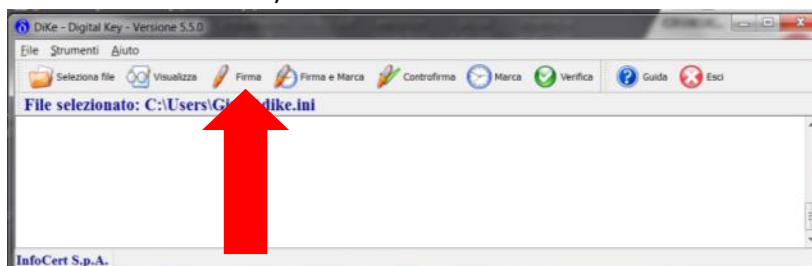 DiKe - Digital Key - Versione 5.5.0
File Strumenti Aiuto
Seleziona file Visualizza Firma Firma e Marca Controfirma Marca Verifica Guida Esci
File selezionato: C:\Users\Gi dike.ini
InfoCert S.p.A.